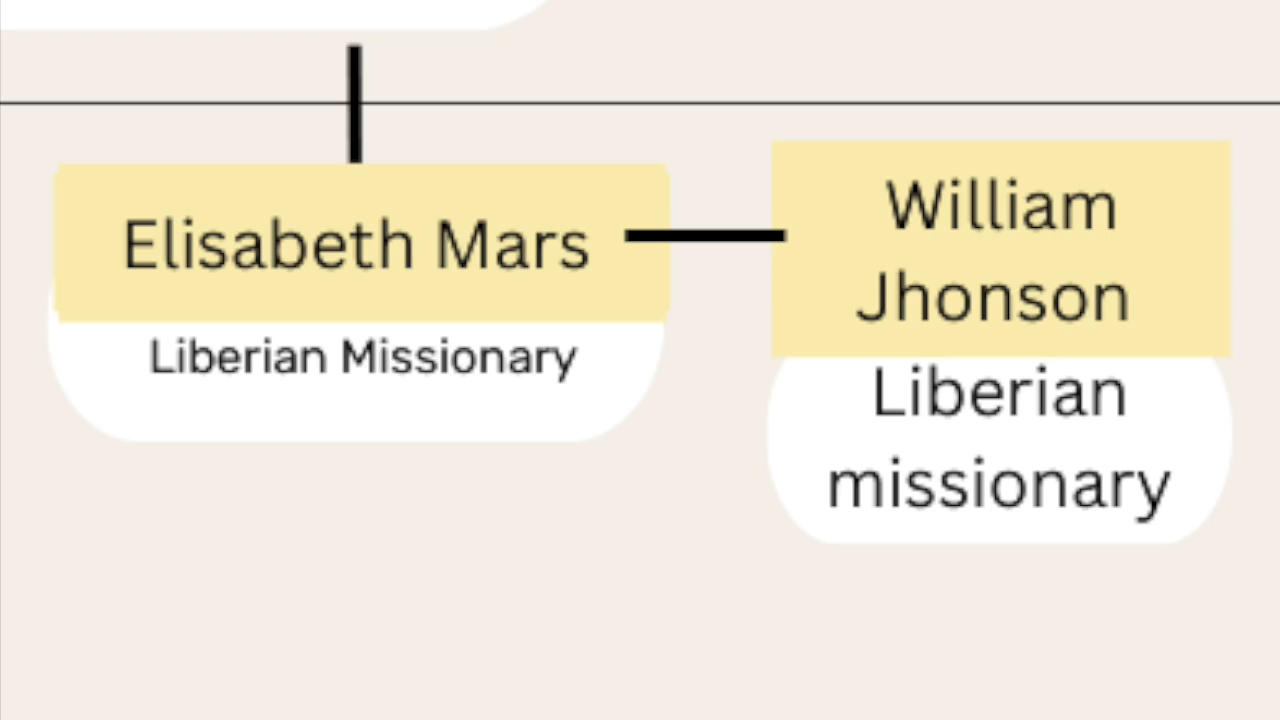 Elisabeth Mars
Liberian Missionary
William
Jhonson
Liberian
missionary